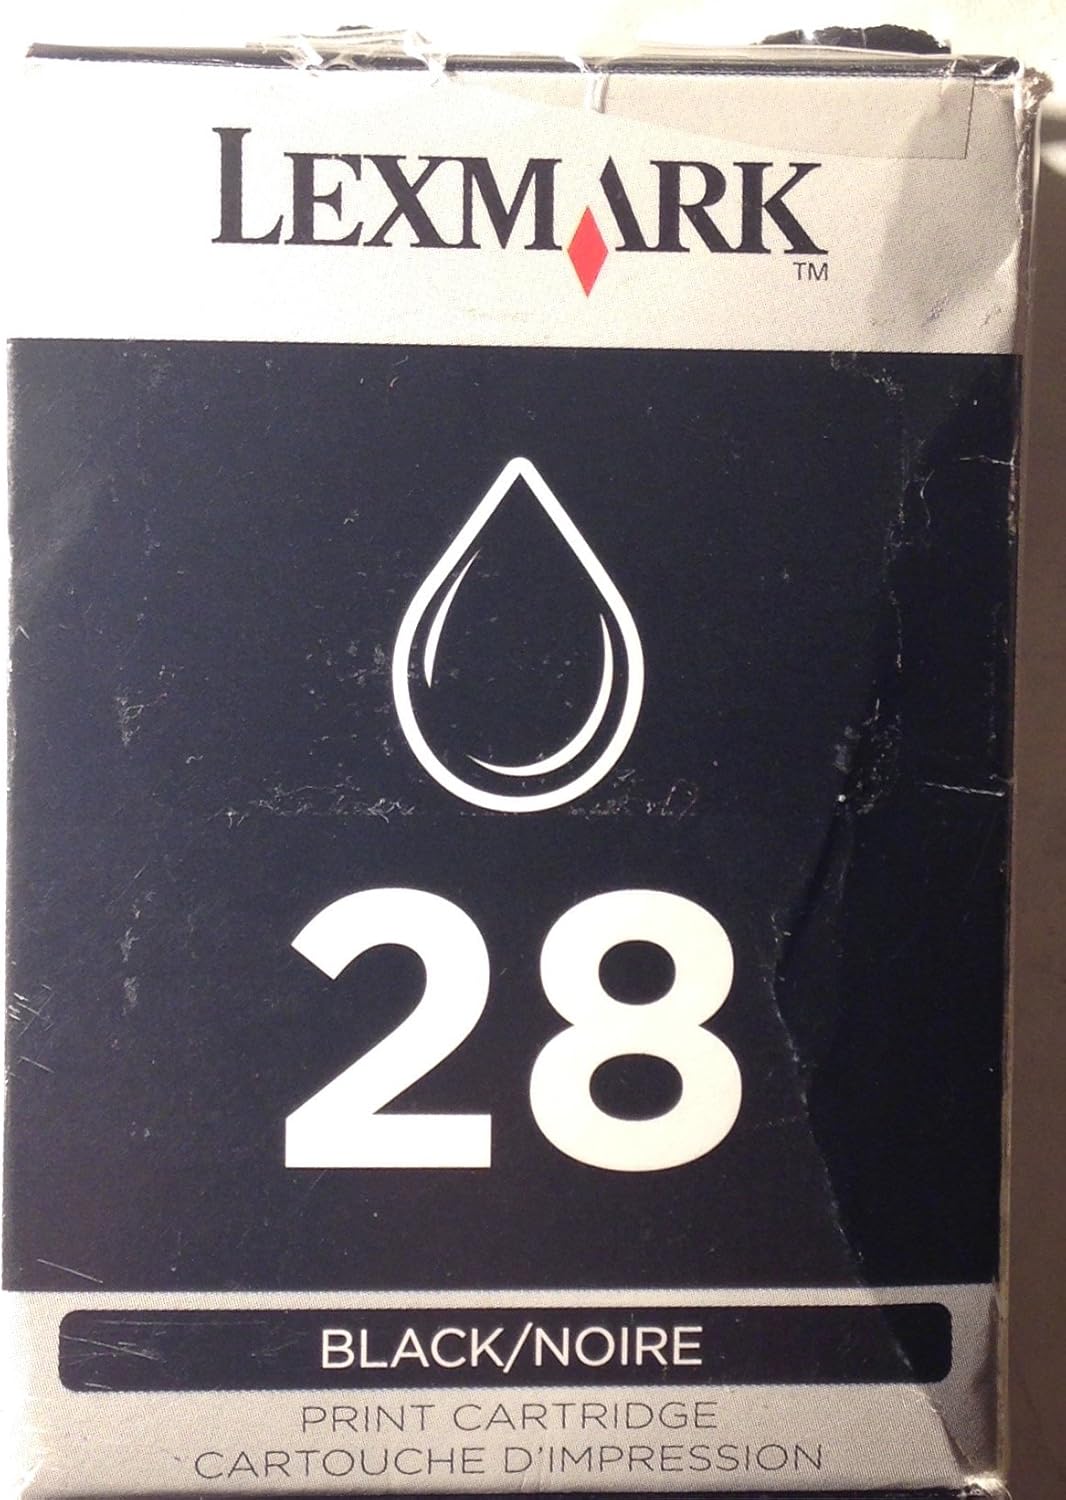 LEXMARK
TM
28
BLACK/NOIRE
PRINT CARTRIDGE
CARTOUCHE D'IMPRESSION